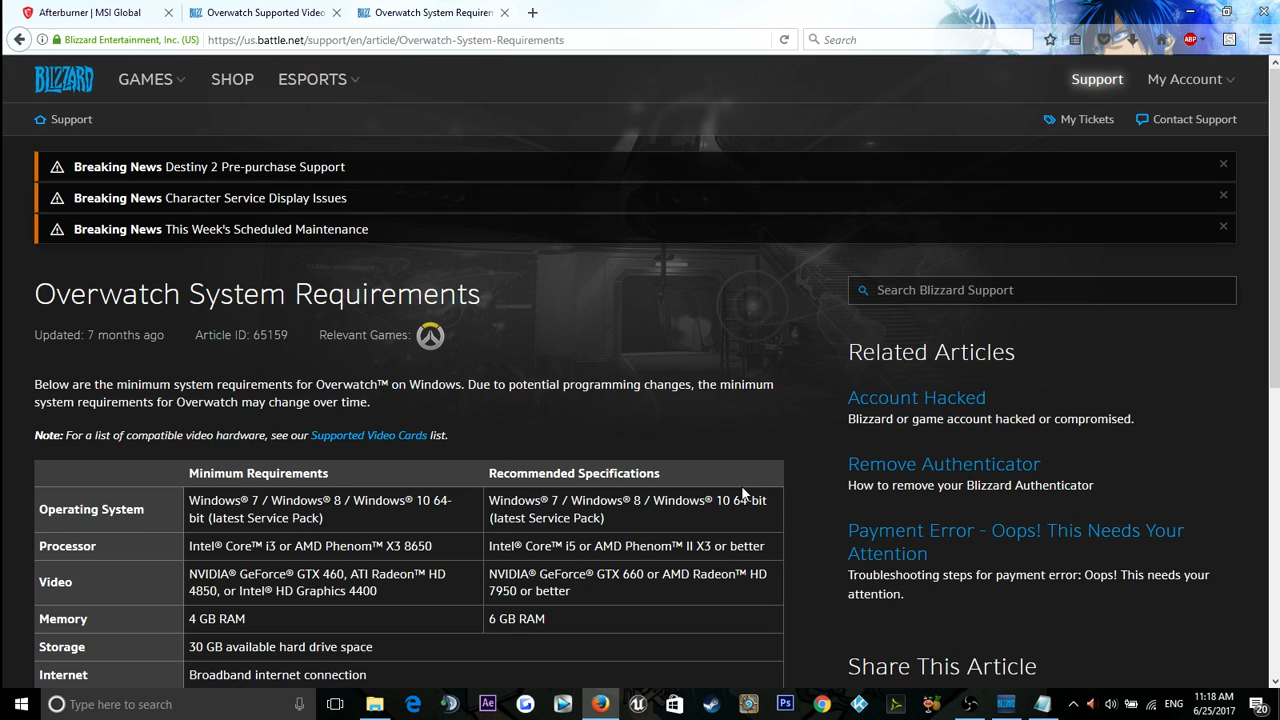 Afterburner | MSI Global
Overwatch Supported Video
Overwatch System Requirem
Blizzard Entertainment, Inc. (US)
https://us.battle.net/support/en/article/Overwatch-System-Requirements
Search
ABP
S
BLIZZARD
GAMES
SHOP
ESPORTS
Support
My Account
Support
My Tickets
Contact Support
Breaking News Destiny 2 Pre-purchase Support
Breaking News Character Service Display Issues
Breaking News This Week's Scheduled Maintenance
Overwatch System Requirements
Updated: 7 months ago
Article ID: 65159
Relevant Games:
Below are the minimum system requirements for Overwatch™ on Windows. Due to potential programming changes, the minimum
system requirements for Overwatch may change over time.
Note: For a list of compatible video hardware, see our Supported Video Cards list.
Minimum Requirements
Recommended Specifications
Operating System
Windows® 7 / Windows® 8 / Windows® 10 64-
bit (latest Service Pack)
Windows® 7 / Windows® 8 / Windows® 10 64-bit
(latest Service Pack)
Processor
Intel® Core™ i3 or AMD Phenom™ X3 8650
Intel® Core™ i5 or AMD Phenom™ II X3 or better
Video
NVIDIA® GeForce® GTX 460, ATI Radeon™ HD
4850, or Intel® HD Graphics 4400
NVIDIA® GeForce® GTX 660 or AMD Radeon™ HD
7950 or better
Memory
4 GB RAM
6 GB RAM
Storage
30 GB available hard drive space
Internet
Broadband internet connection
Search Blizzard Support
Related Articles
Account Hacked
Blizzard or game account hacked or compromised.
Remove Authenticator
How to remove your Blizzard Authenticator
Payment Error - Oops! This Needs Your
Attention
Troubleshooting steps for payment error: Oops! This needs your
attention.
Share This Article
Type here to search
Ae
Ps
ENG
11:18 AM
6/25/2017
20